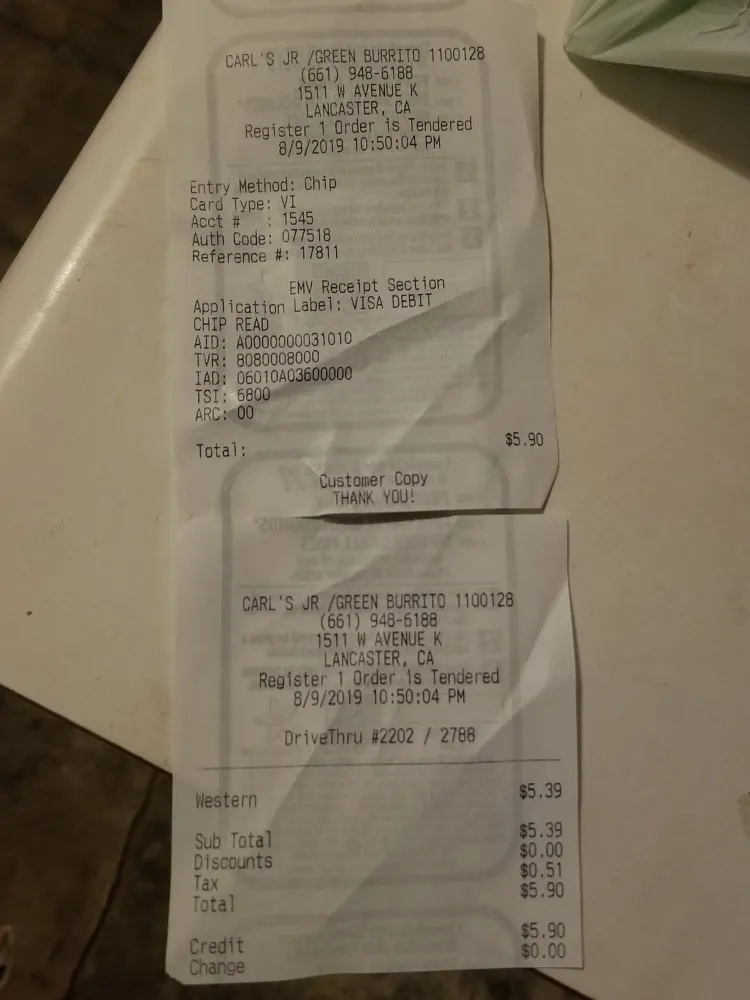 CARL'S JR /GREEN BURRITO 1100128
(661) 948-6188
1511 W AVENUE K
LANCASTER, CA
Register 1 Order is Tendered
8/9/2019 10:50:04 PM
Entry Method: Chip
Card Type: VI
Acct # : 1545
Auth Code: 077518
Reference #: 17811
EMV Receipt Section
Application Label: VISA DEBIT
CHIP READ
AID: A0000000031010
TVR: 8080008000
IAD: 06010A03600000
TSI: 6800
ARC: 00
Total: $5.90
Customer Copy
THANK YOU!
CARL'S JR /GREEN BURRITO 1100128
(661) 948-6188
1511 W AVENUE K
LANCASTER, CA
Register 1 Order is Tendered
8/9/2019 10:50:04 PM
DriveThru #2202 / 2788
Western $5.39
Sub Total $5.39
Discounts $0.00
Tax $0.51
Total $5.90
Credit $5.90
Change $0.00